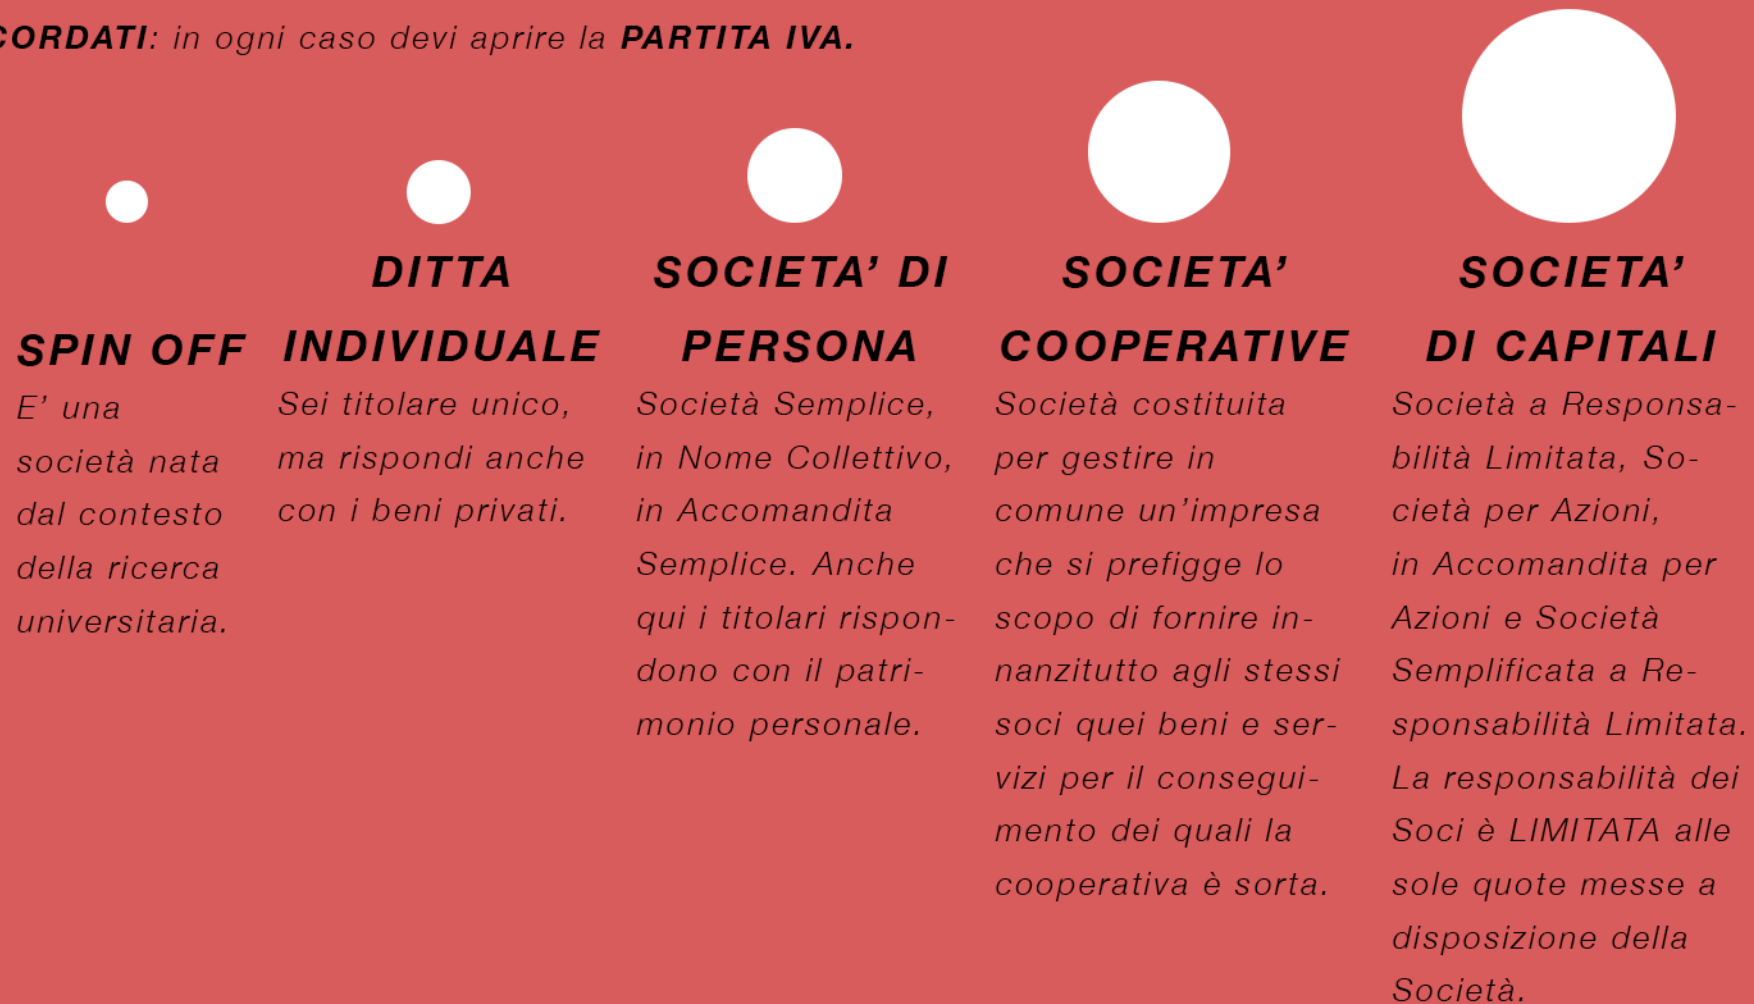 CORDATI: in ogni caso devi aprire la PARTITA IVA.
SPIN OFF
E’ una
società nata
dal contesto
della ricerca
universitaria.
DITTA
INDIVIDUALE
Sei titolare unico,
ma rispondi anche
con i beni privati.
SOCIETA’ DI
PERSONA
Società Semplice,
in Nome Collettivo,
in Accomandita
Semplice. Anche
qui i titolari rispon-
dono con il patri-
monio personale.
SOCIETA’
COOPERATIVE
Società costituita
per gestire in
comune un’impresa
che si prefigge lo
scopo di fornire in-
nanzitutto agli stessi
soci quei beni e ser-
vizi per il consegui-
mento dei quali la
cooperativa è sorta.
SOCIETA’
DI CAPITALI
Società a Responsa-
bilità Limitata, So-
cietà per Azioni,
in Accomandita per
Azioni e Società
Semplificata a Re-
sponsabilità Limitata.
La responsabilità dei
Soci è LIMITATA alle
sole quote messe a
disposizione della
Società.